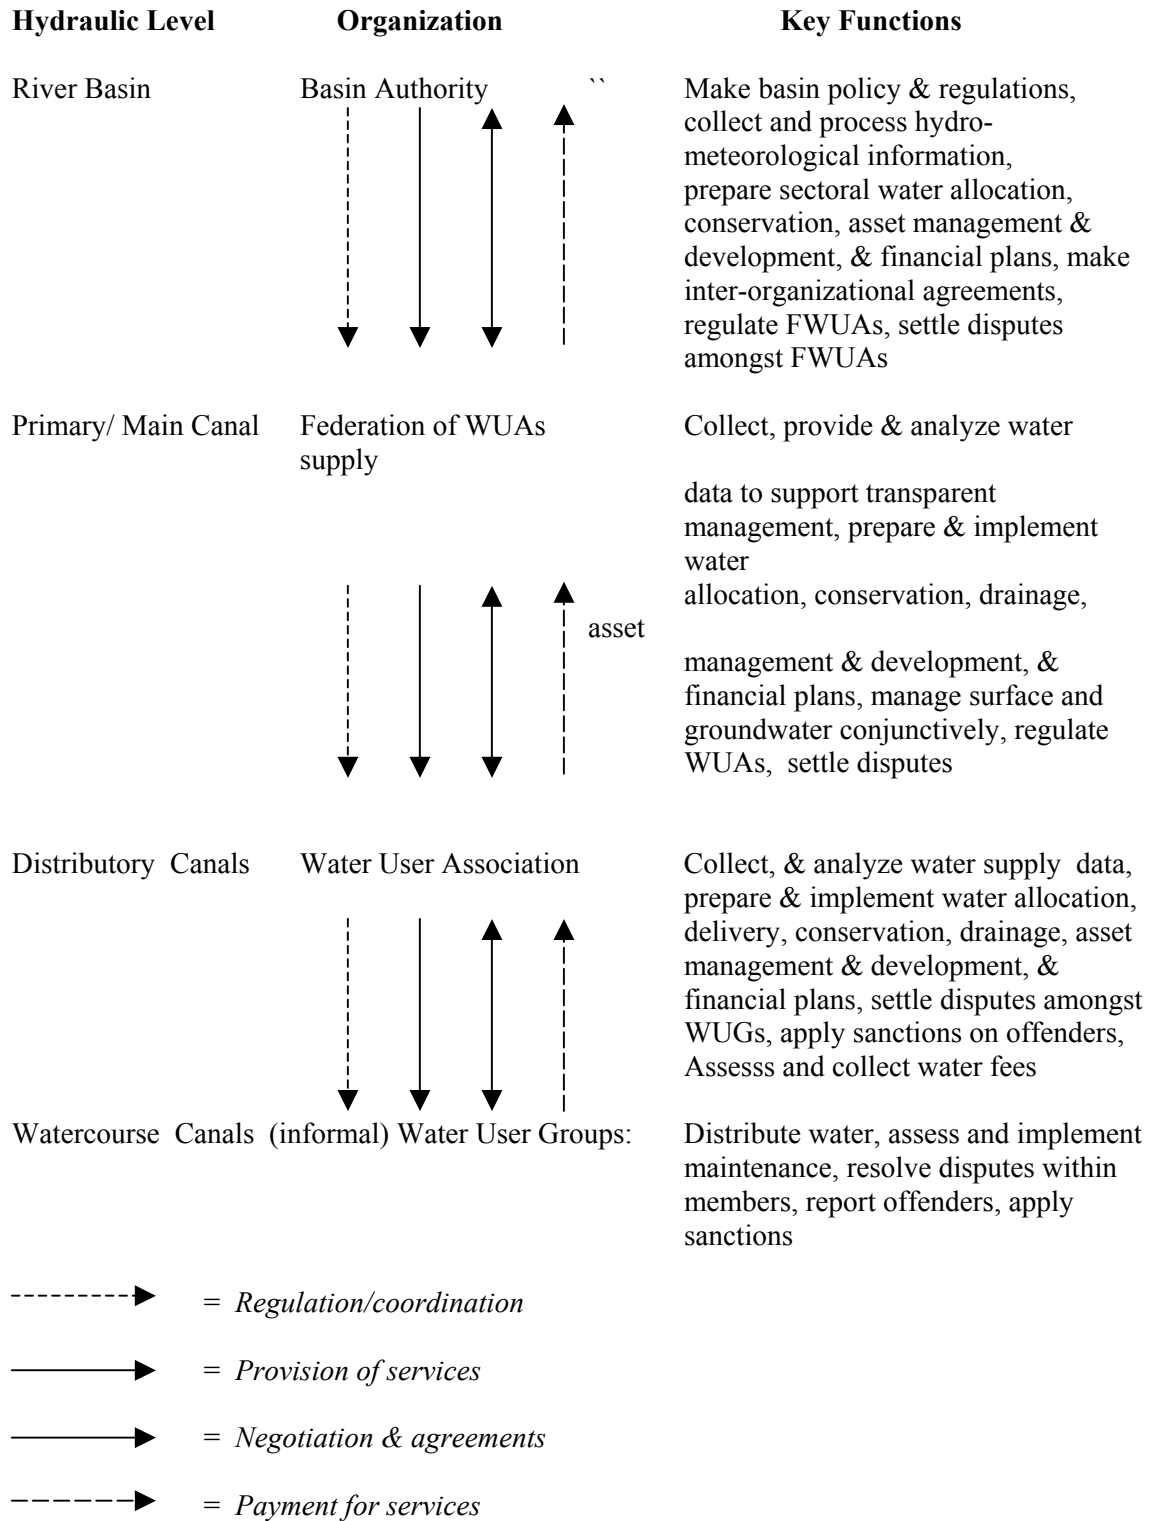 Hydraulic Level Organization Key Functions
River Basin Basin Authority `` Make basin policy & regulations,
collect and process hydro-
meteorological information,
prepare sectoral water allocation,
conservation, asset management &
development, & financial plans, make
inter-organizational agreements,
regulate FWUAs, settle disputes
amongst FWUAs
Primary/ Main Canal Federation of WUAs Collect, provide & analyze water
supply
data to support transparent
management, prepare & implement
water
allocation, conservation, drainage,
asset
management & development, &
financial plans, manage surface and
groundwater conjunctively, regulate
WUAs, settle disputes
Distributory Canals Water User Association Collect, & analyze water supply data,
prepare & implement water allocation,
delivery, conservation, drainage, asset
management & development, &
financial plans, settle disputes amongst
WUGs, apply sanctions on offenders,
Assesss and collect water fees
Watercourse Canals (informal) Water User Groups: Distribute water, assess and implement
maintenance, resolve disputes within
members, report offenders, apply
sanctions
= Regulation/coordination
= Provision of services
= Negotiation & agreements
= Payment for services